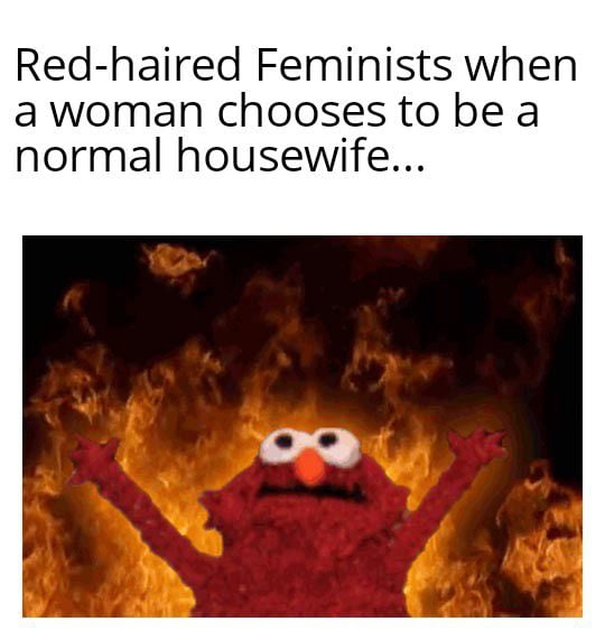 Red-haired Feminists when
a woman chooses to be a
normal housewife...